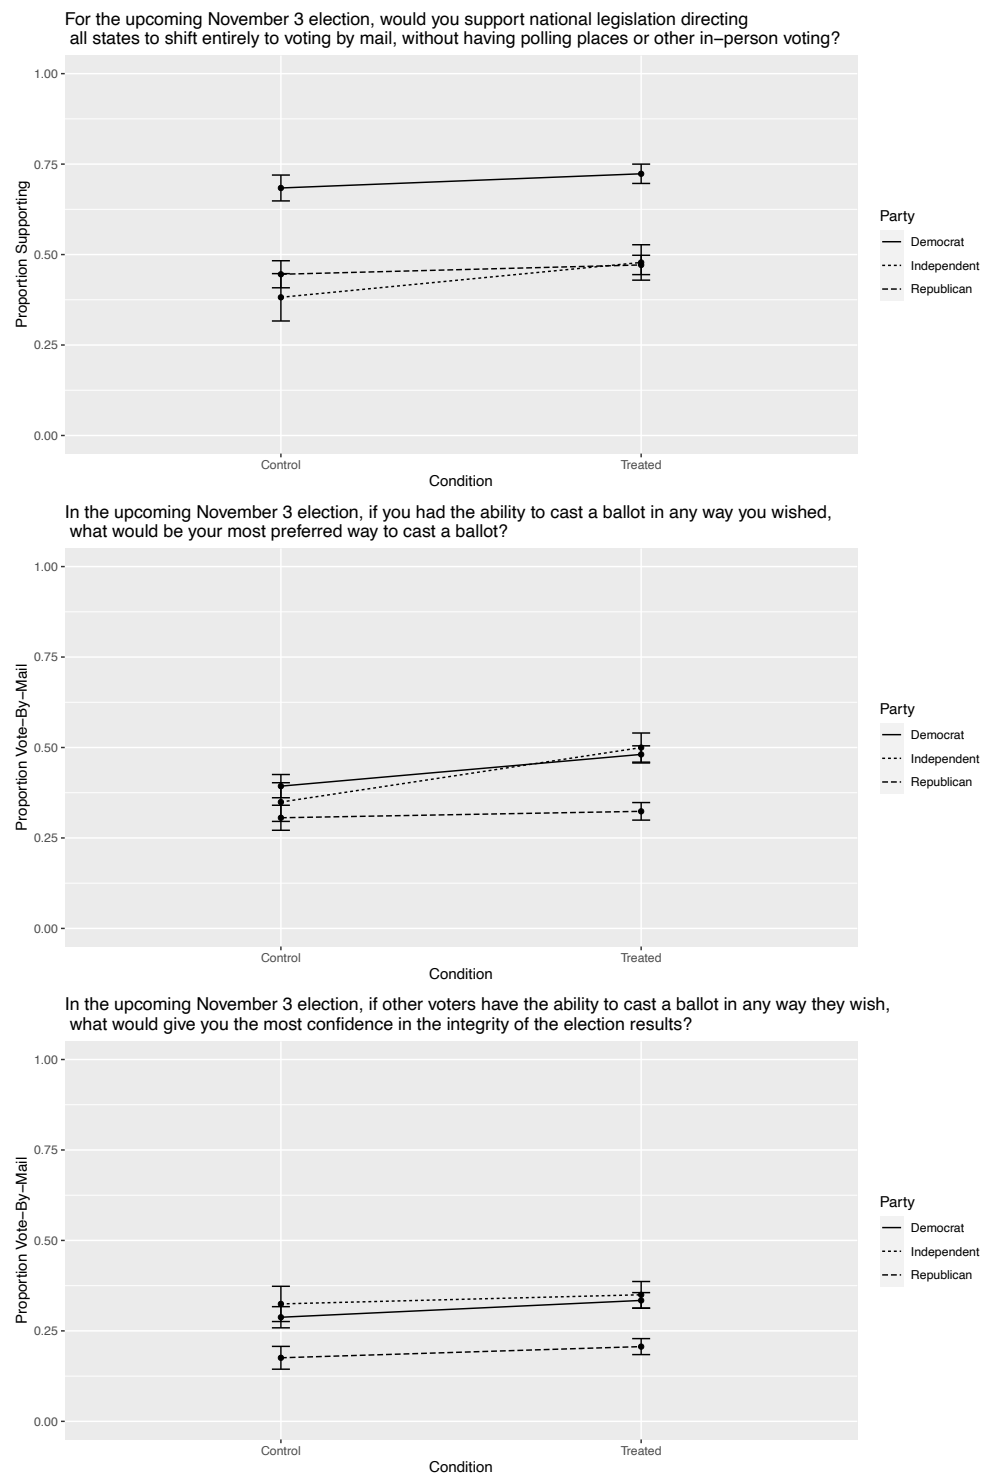 For the upcoming November 3 election, would you support national legislation directing
all states to shift entirely to voting by mail, without having polling places or other in−person voting?
1.00
0.75
0.50
0.25
0.00
Proportion Supporting
Control
Treated
Condition
Party
Democrat
Independent
Republican
In the upcoming November 3 election, if you had the ability to cast a ballot in any way you wished,
what would be your most preferred way to cast a ballot?
1.00
0.75
0.50
0.25
0.00
Proportion Vote−By−Mail
Control
Treated
Condition
Party
Democrat
Independent
Republican
In the upcoming November 3 election, if other voters have the ability to cast a ballot in any way they wish,
what would give you the most confidence in the integrity of the election results?
1.00
0.75
0.50
0.25
0.00
Proportion Vote−By−Mail
Control
Treated
Condition
Party
Democrat
Independent
Republican